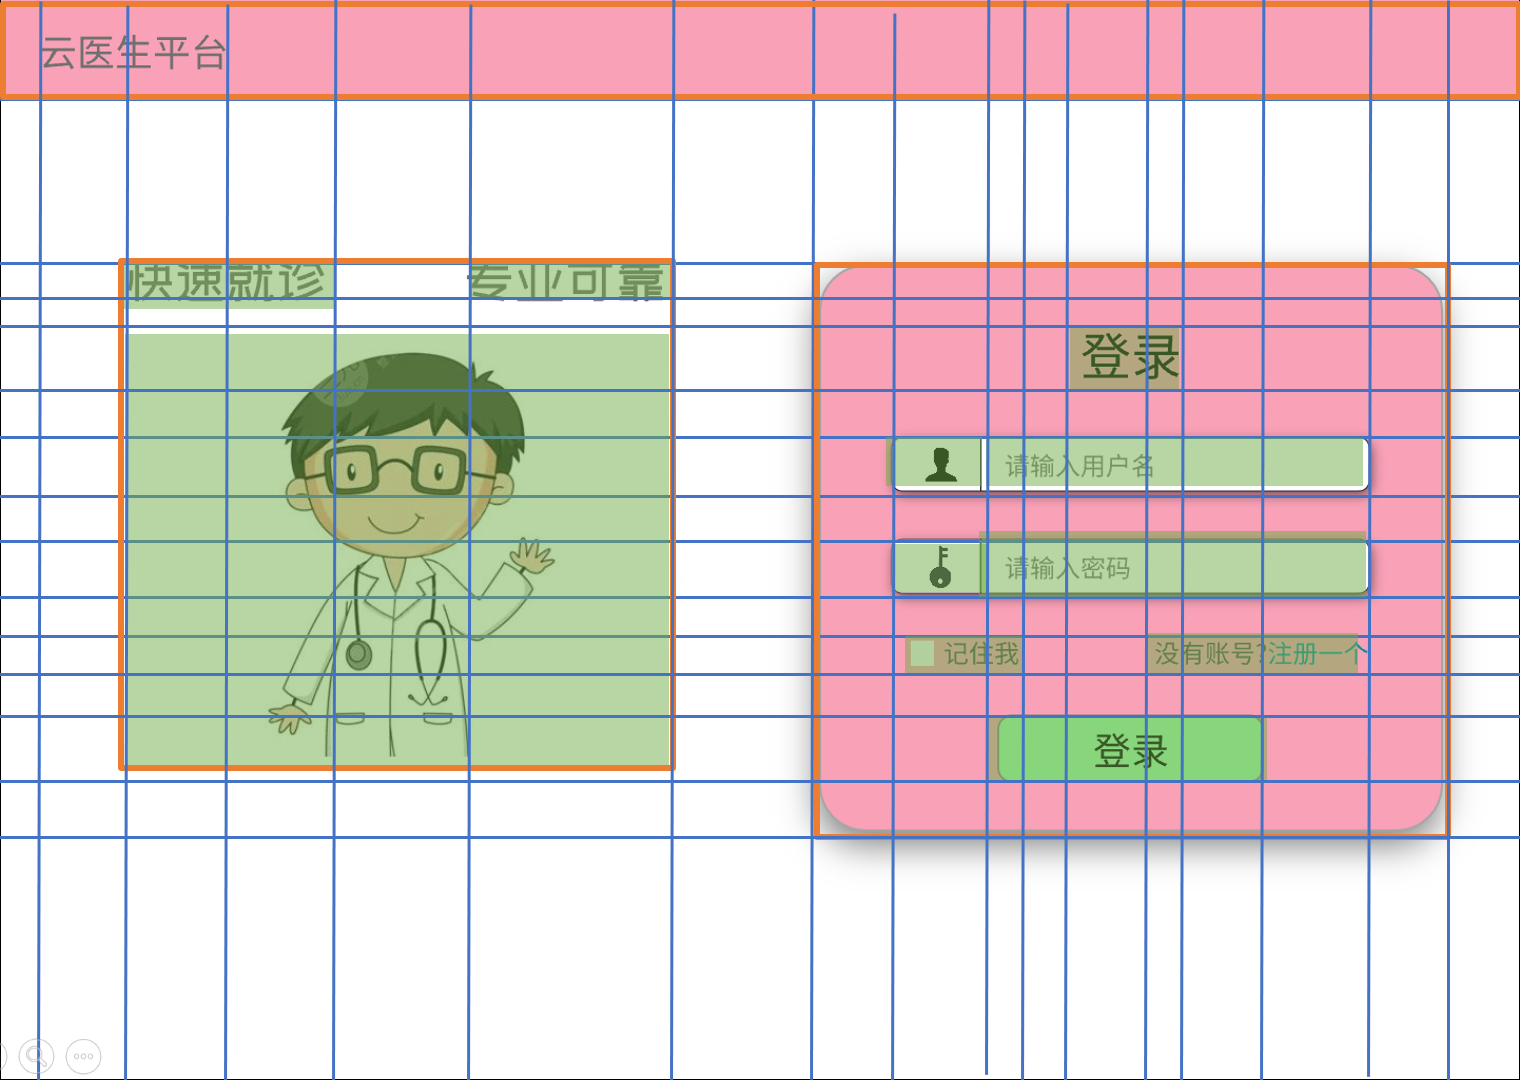 云医生平台
快速就诊 专业可靠
登录
请输入用户名
请输入密码
记住我 没有账号?注册一个
登录